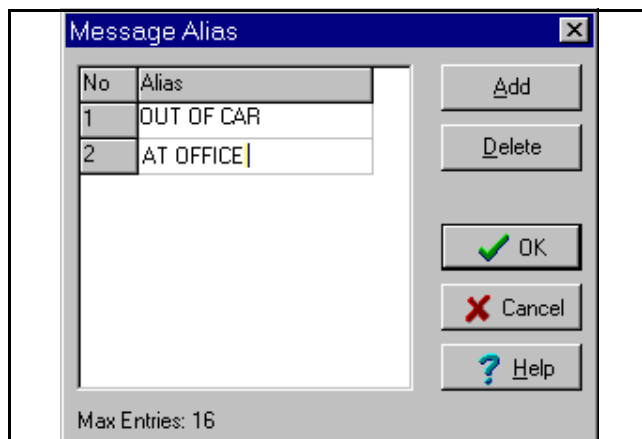 Message Alias
No Alias
1 OUT OF CAR
2 AT OFFICE
Add
Delete
OK
Cancel
Help
Max Entries: 16